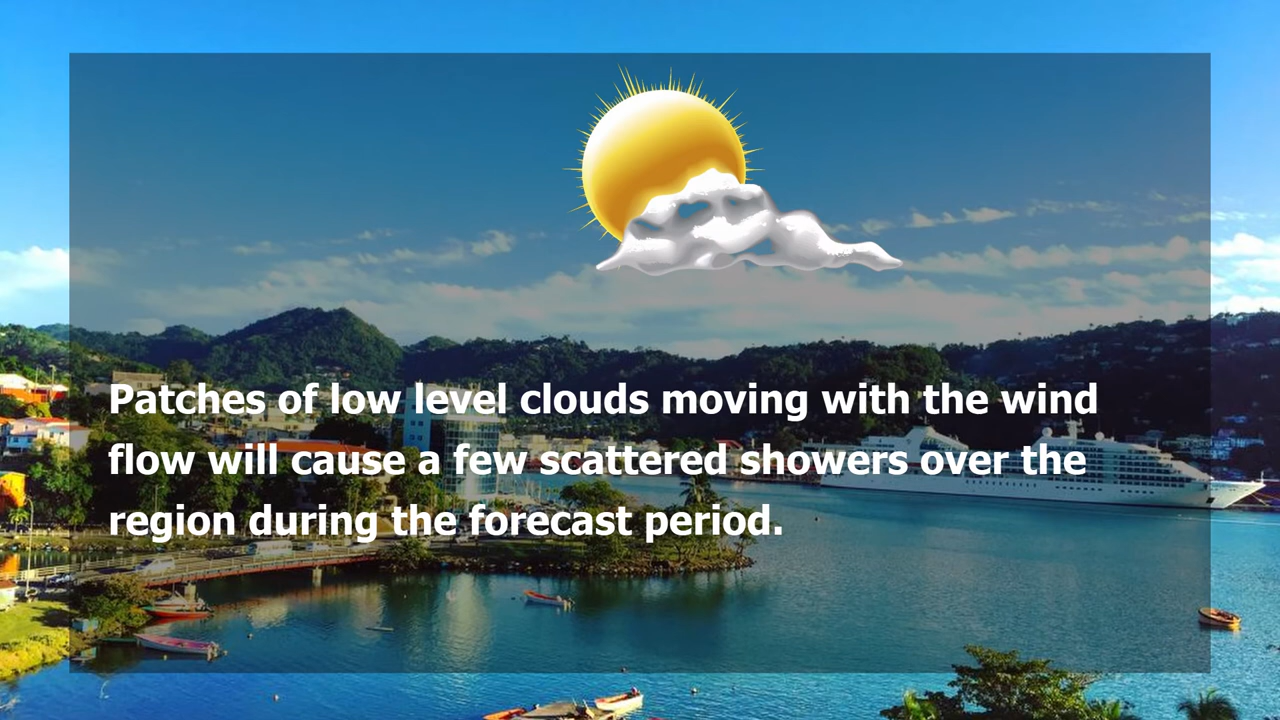 Patches of low level clouds moving with the wind
flow will cause a few scattered showers over the
region during the forecast period.